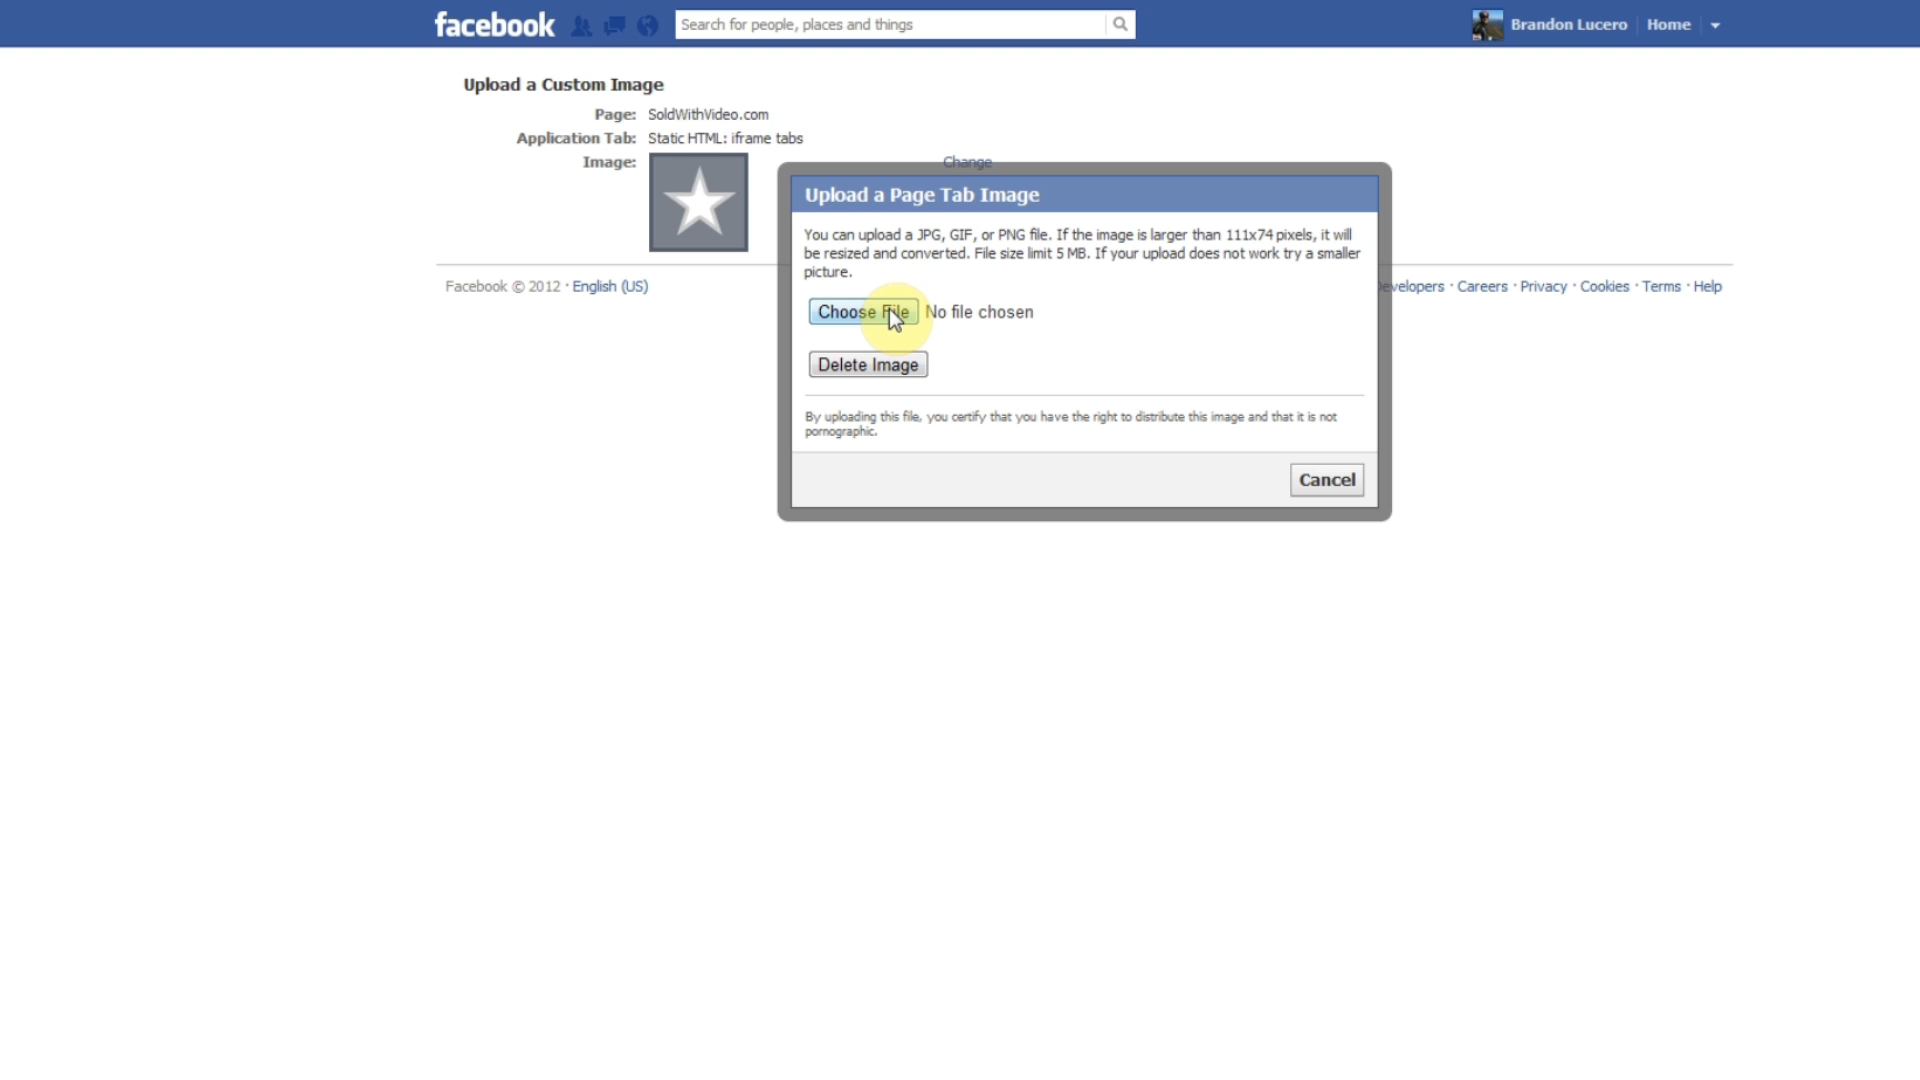 facebook
Search for people, places and things
Brandon Lucero
Home
Upload a Custom Image
Page: SoldWithVideo.com
Application Tab: Static HTML: iframe tabs
Image:
Change
Upload a Page Tab Image
You can upload a JPG, GIF, or PNG file. If the image is larger than 111x74 pixels, it will
be resized and converted. File size limit 5 MB. If your upload does not work try a smaller
picture.
Choose File No file chosen
Delete Image
By uploading this file, you certify that you have the right to distribute this image and that it is not
pornographic.
Cancel
Facebook © 2012 · English (US)
evelopers · Careers · Privacy · Cookies · Terms · Help